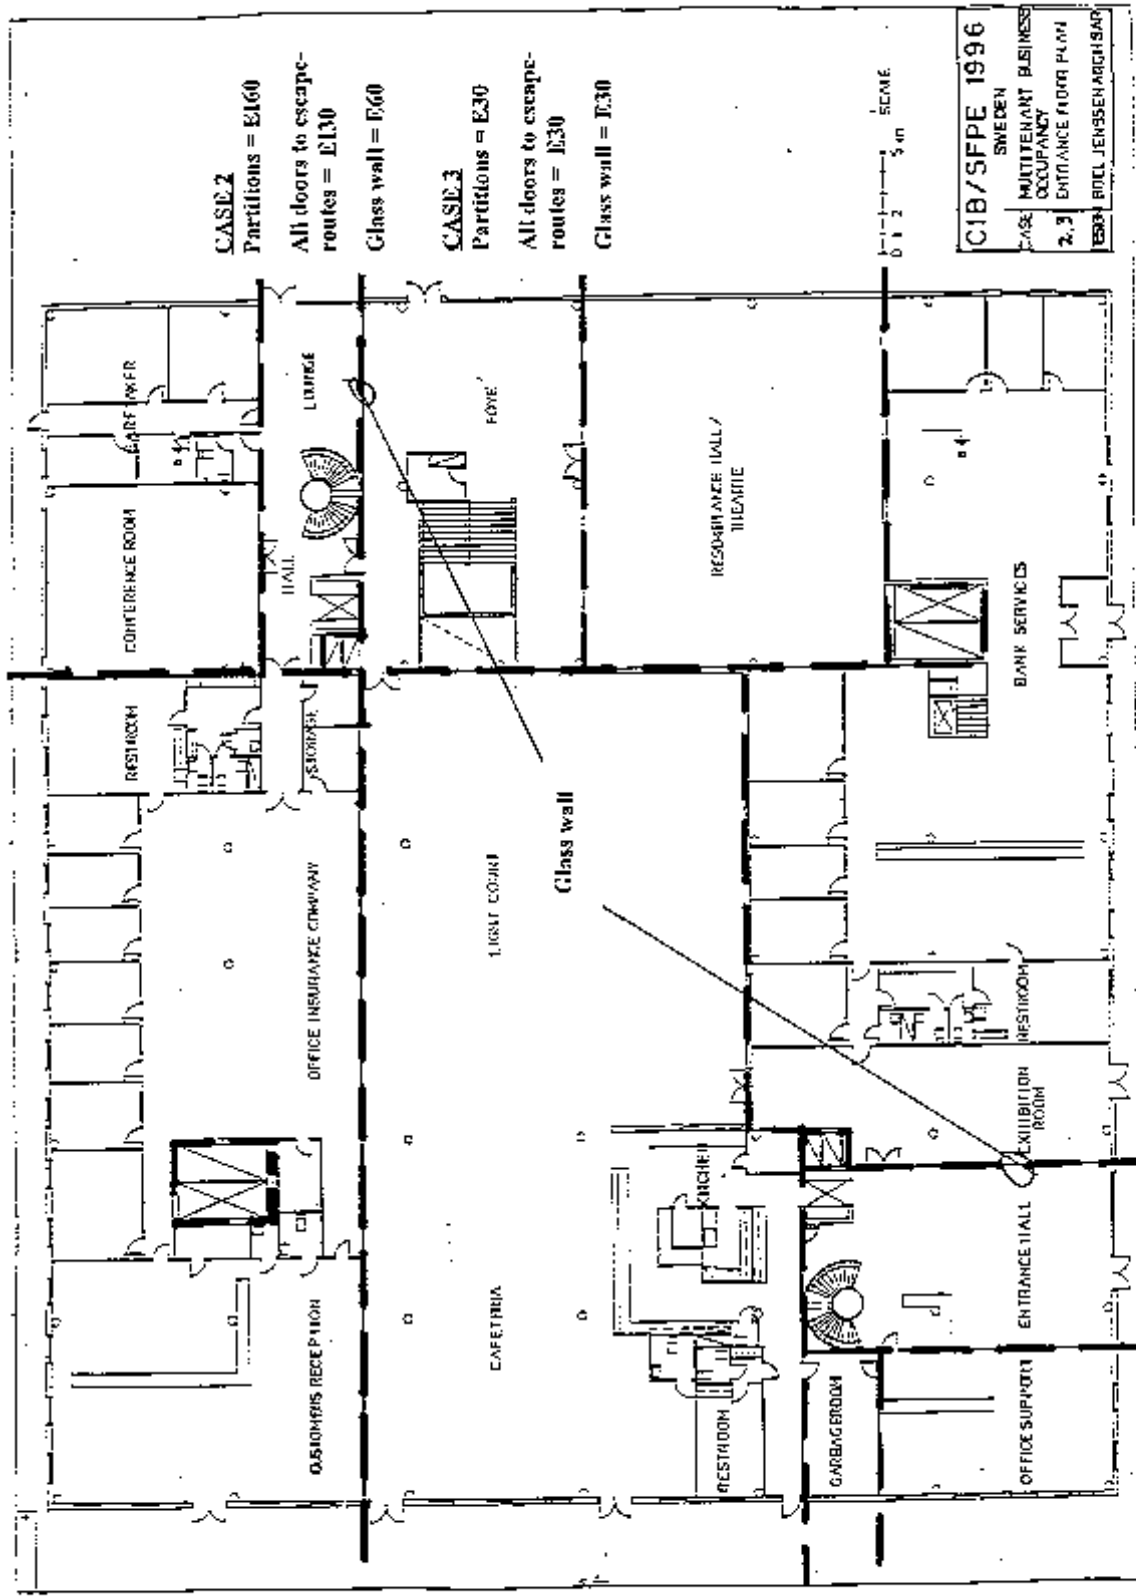 CASE 2
Partitions = EI60
All doors to escape-
routes = EI30
Glass wall = E60
CASE 3
Partitions = E30
All doors to escape-
routes = E30
Glass wall = E30
0 1 2 5 m SCALE
CIB/SFPE 1996
SWEDEN
CASE MULTITENANT BUSINESS
OCCUPANCY
2.3 ENTRANCE FLOOR PLAN
CARETAKER
LOUNGE
FOYE'
CONFERENCE ROOM
HALL
THEATRE
BANK SERVICES
RESTROOM
STORAGE
OFFICE INSURANCE COMPANY
LIGHT COURT
Glass wall
RESTROOM
EXHIBITION
ROOM
KITCHEN
CUSTOMERS RECEPTION
CAFETERIA
ENTRANCE HALL
RESTROOM
GARBAGEROOM
OFFICE SUPPORT